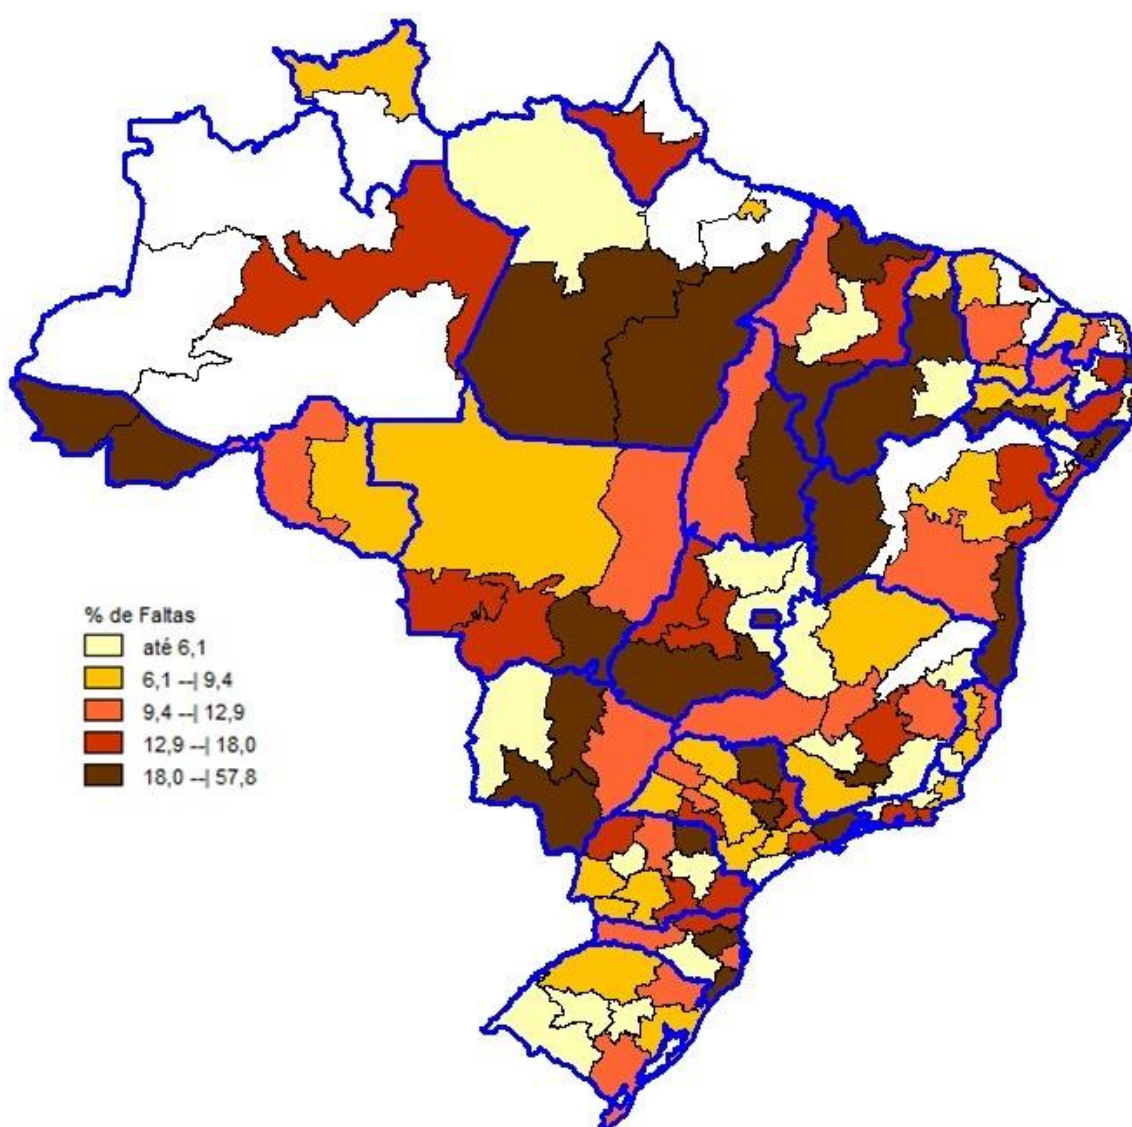 % de Faltas
até 6,1
6,1 --| 9,4
9,4 --| 12,9
12,9 --| 18,0
18,0 --| 57,8